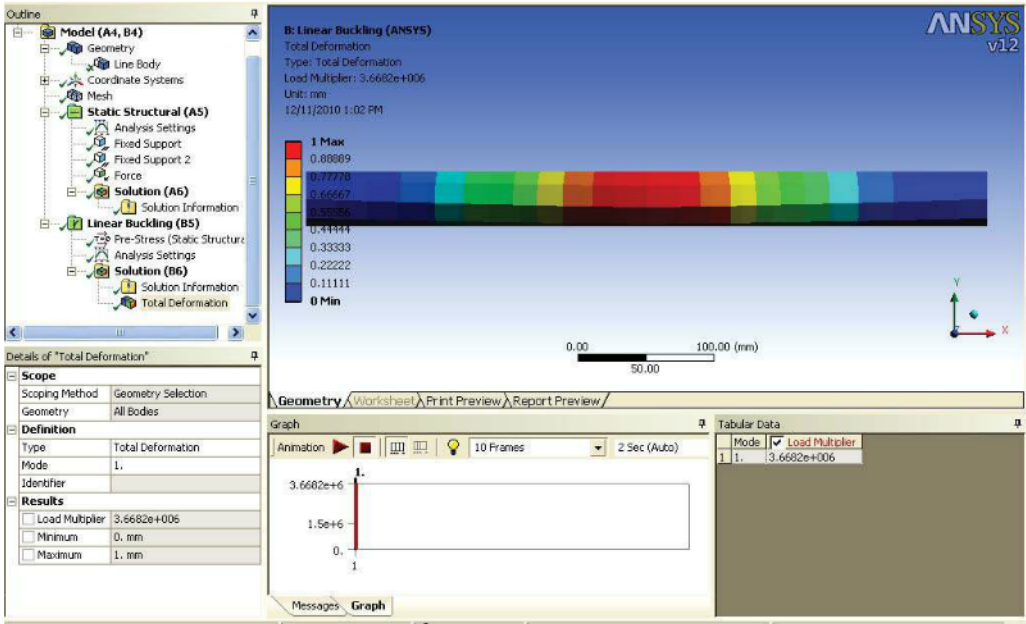 Outline
Model (A4, B4)
Geometry
Line Body
Coordinate Systems
Mesh
Static Structural (A5)
Analysis Settings
Fixed Support
Fixed Support 2
Force
Solution (A6)
Solution Information
Linear Buckling (B5)
Pre-Stress (Static Structura
Analysis Settings
Solution (B6)
Solution Information
Total Deformation
B: Linear Buckling (ANSYS)
Total Deformation
Type: Total Deformation
Load Multiplier: 3.6682e+006
Unit: mm
12/11/2010 1:02 PM
ANSYS
v12
1 Max
0.88889
0.77778
0.66667
0.55556
0.44444
0.33333
0.22222
0.11111
0 Min
Y
X
Z
0.00 100.00 (mm)
50.00
Geometry Worksheet Print Preview Report Preview
Details of "Total Deformation"
Scope
Scoping Method Geometry Selection
Geometry All Bodies
Definition
Type Total Deformation
Mode 1.
Identifier
Results
Load Multiplier 3.6682e+006
Minimum 0. mm
Maximum 1. mm
Graph
Animation 10 Frames 2 Sec (Auto)
1.
3.6682e+6
1.5e+6
0.
1
Messages Graph
Tabular Data
Mode Load Multiplier
1 1. 3.6682e+006